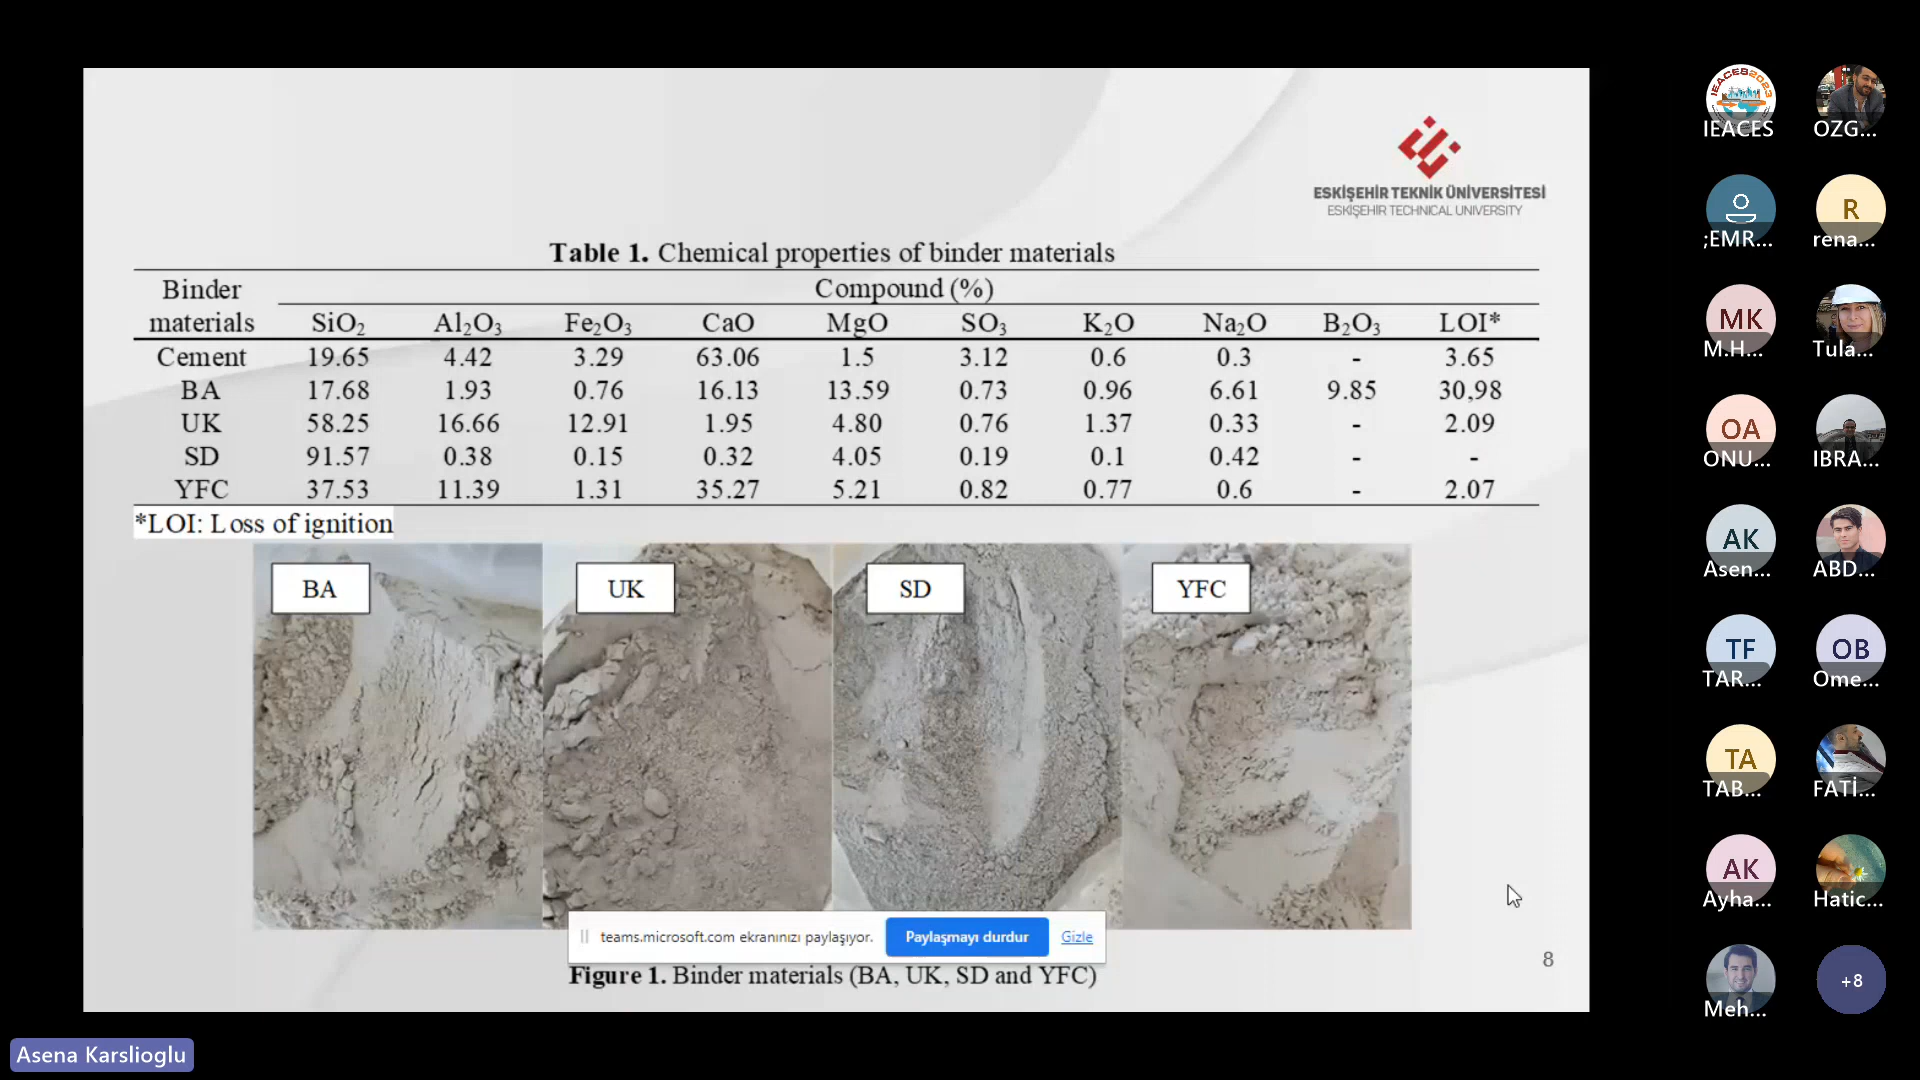 ESKİŞEHİR TEKNİK ÜNİVERSİTESİ
ESKİŞEHİR TECHNICAL UNIVERSITY
Table 1. Chemical properties of binder materials
Binder materials Compound (%)
SiO₂ Al₂O₃ Fe₂O₃ CaO MgO SO₃ K₂O Na₂O B₂O₃ LOI*
Cement 19.65 4.42 3.29 63.06 1.5 3.12 0.6 0.3 - 3.65
BA 17.68 1.93 0.76 16.13 13.59 0.73 0.96 6.61 9.85 30,98
UK 58.25 16.66 12.91 1.95 4.80 0.76 1.37 0.33 - 2.09
SD 91.57 0.38 0.15 0.32 4.05 0.19 0.1 0.42 - -
YFC 37.53 11.39 1.31 35.27 5.21 0.82 0.77 0.6 - 2.07
*LOI: Loss of ignition
BA UK SD YFC
teams.microsoft.com ekranınızı paylaşıyor. Paylaşmayı durdur Gizle
Figure 1. Binder materials (BA, UK, SD and YFC)
8
Asena Karslioglu
IEACES2023
IEACES OZG...
;EMR... R rena...
MK M.H... Tula...
OA ONU... IBRA...
AK Asen... ABD...
TF TAR... OB Ome...
TA TAB... FATİ...
AK Ayha... Hatic...
Meh... +8